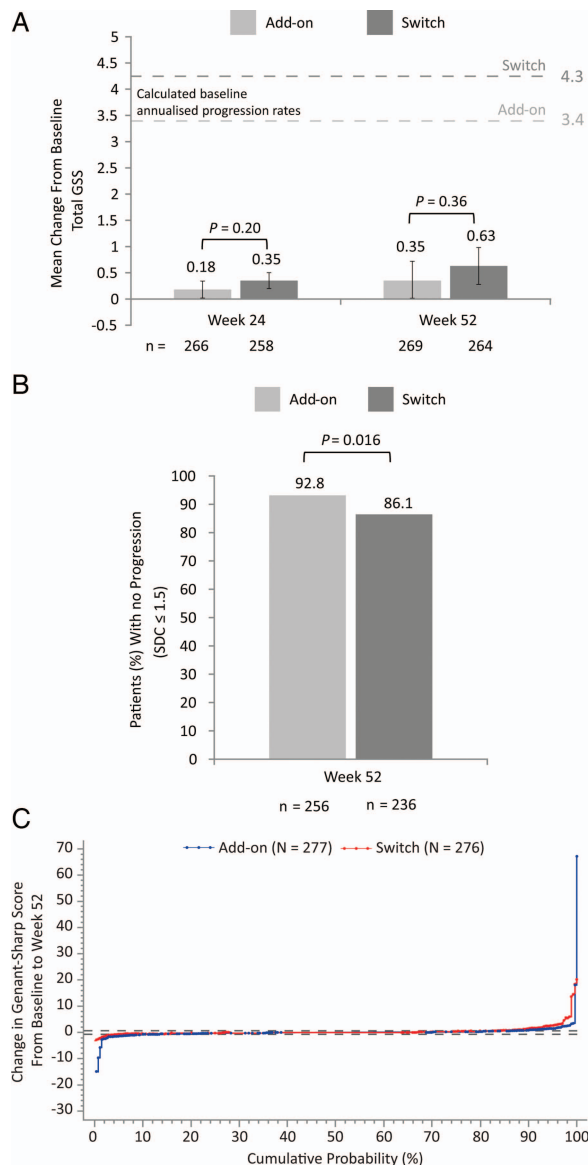 A
Add-on Switch
5
4.5
4
3.5
3
2.5
2
1.5
1
0.5
0
-0.5
Mean Change From Baseline
Total GSS
Switch 4.3
Calculated baseline
annualised progression rates
Add-on 3.4
P = 0.20
0.18 0.35
P = 0.36
0.35 0.63
Week 24 Week 52
n = 266 258 269 264
B
Add-on Switch
P = 0.016
92.8 86.1
100
90
80
70
60
50
40
30
20
10
0
Patients (%) With no Progression
(SDC ≤ 1.5)
Week 52
n = 256 n = 236
C
Add-on (N = 277) Switch (N = 276)
70
60
50
40
30
20
10
0
-10
-20
-30
Change in Genant-Sharp Score
From Baseline to Week 52
0 10 20 30 40 50 60 70 80 90 100
Cumulative Probability (%)